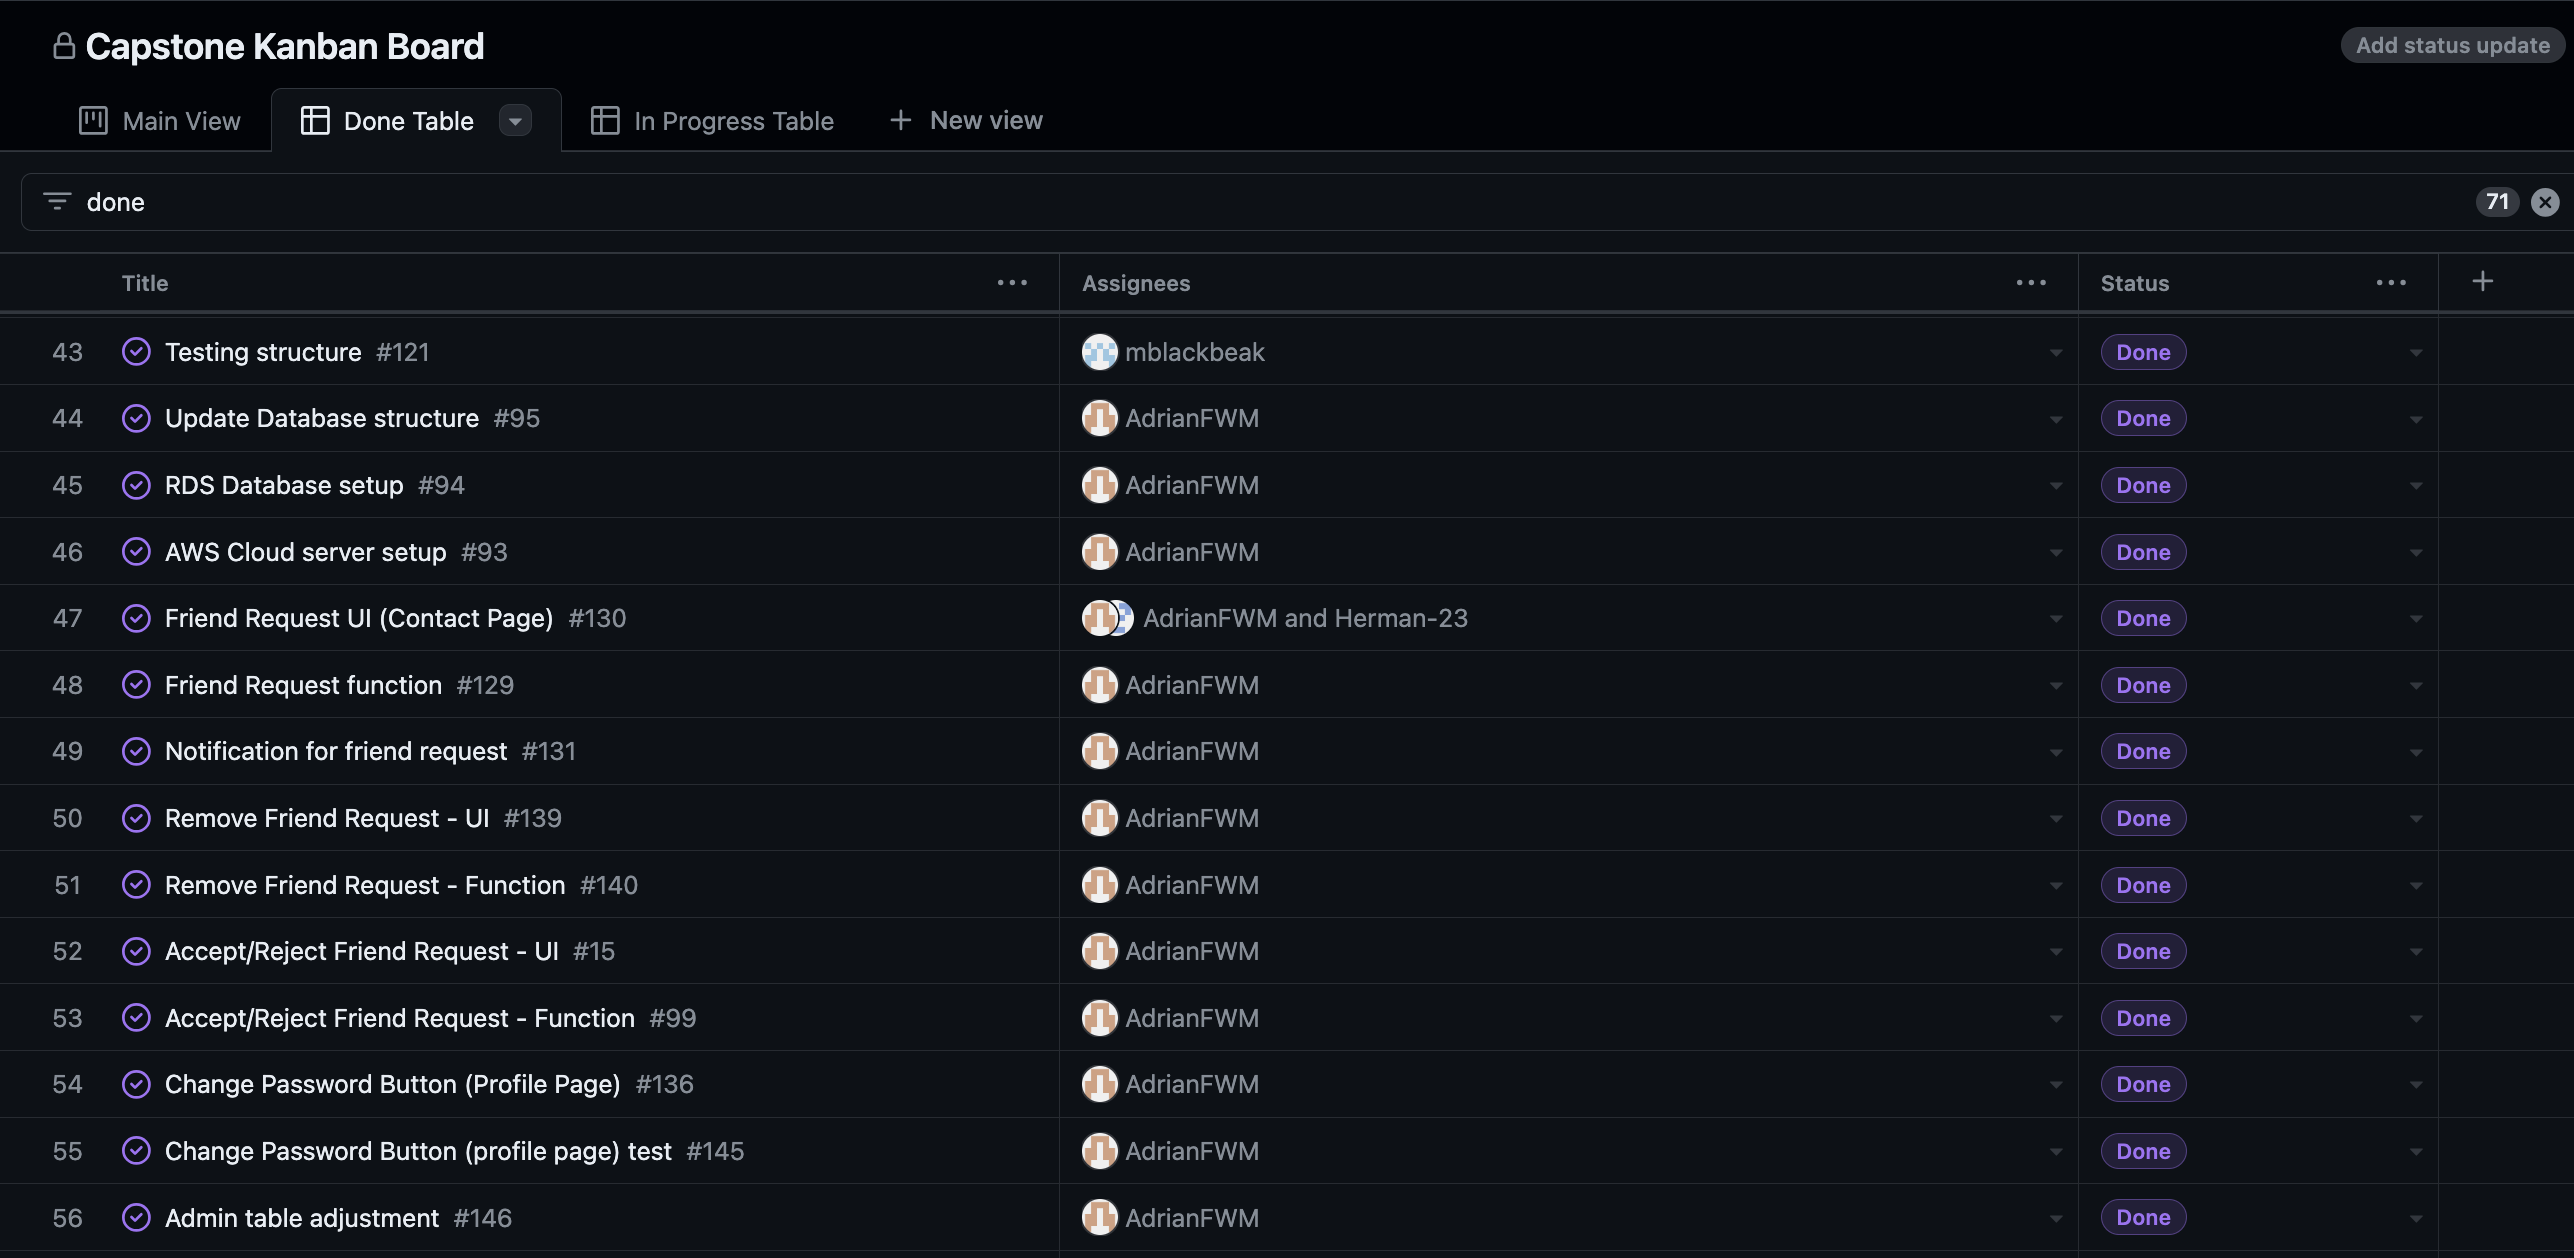 Capstone Kanban Board
Add status update
Main View
Done Table
In Progress Table
New view
done
71
Title Assignees Status
43 Testing structure #121 mblackbeak Done
44 Update Database structure #95 AdrianFWM Done
45 RDS Database setup #94 AdrianFWM Done
46 AWS Cloud server setup #93 AdrianFWM Done
47 Friend Request UI (Contact Page) #130 AdrianFWM and Herman-23 Done
48 Friend Request function #129 AdrianFWM Done
49 Notification for friend request #131 AdrianFWM Done
50 Remove Friend Request - UI #139 AdrianFWM Done
51 Remove Friend Request - Function #140 AdrianFWM Done
52 Accept/Reject Friend Request - UI #15 AdrianFWM Done
53 Accept/Reject Friend Request - Function #99 AdrianFWM Done
54 Change Password Button (Profile Page) #136 AdrianFWM Done
55 Change Password Button (profile page) test #145 AdrianFWM Done
56 Admin table adjustment #146 AdrianFWM Done